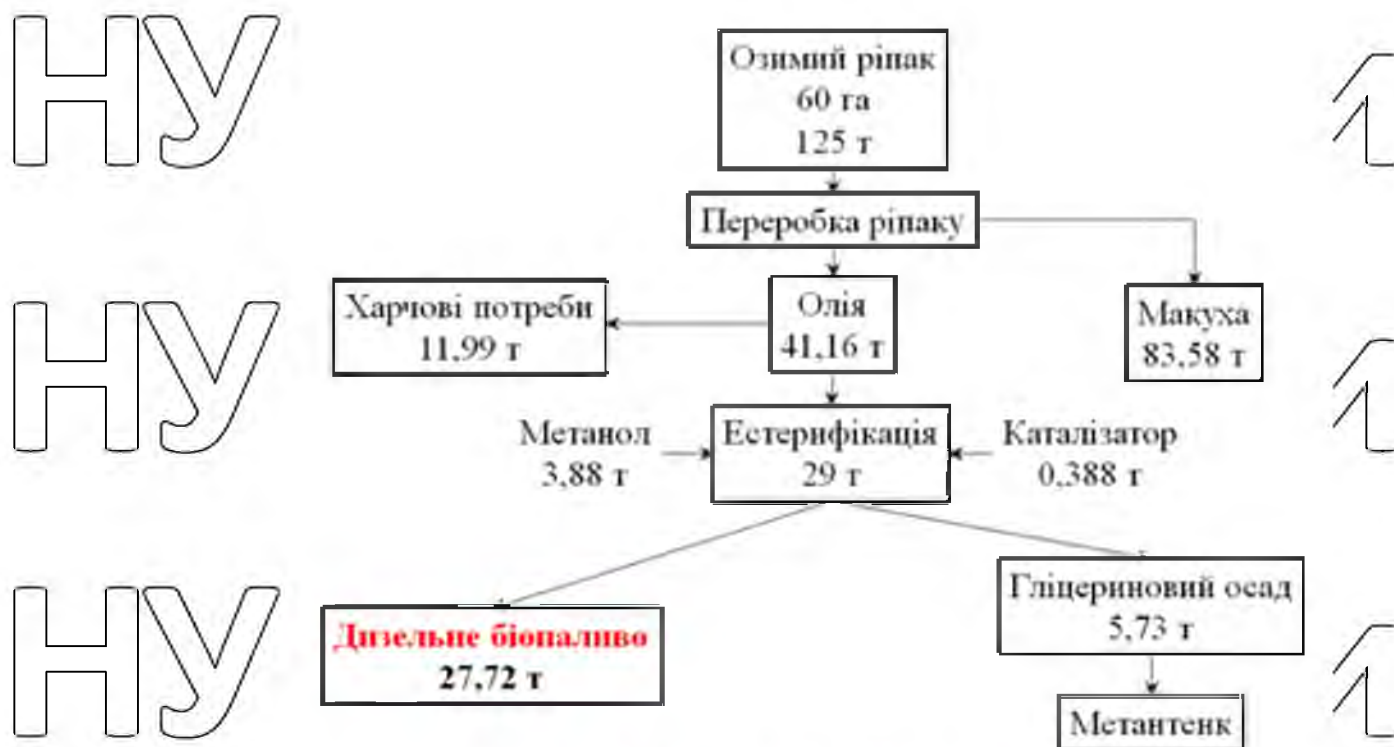 НУ
Озимий ріпак
60 га
125 т
Переробка ріпаку
НУ
Харчові потреби
11,99 т
Олія
41,16 т
Макуха
83,58 т
Метанол
3,88 т
Естерифікація
29 т
Каталізатор
0,388 т
НУ
Дизельне біопаливо
27,72 т
Гліцериновий осад
5,73 т
Метантенк